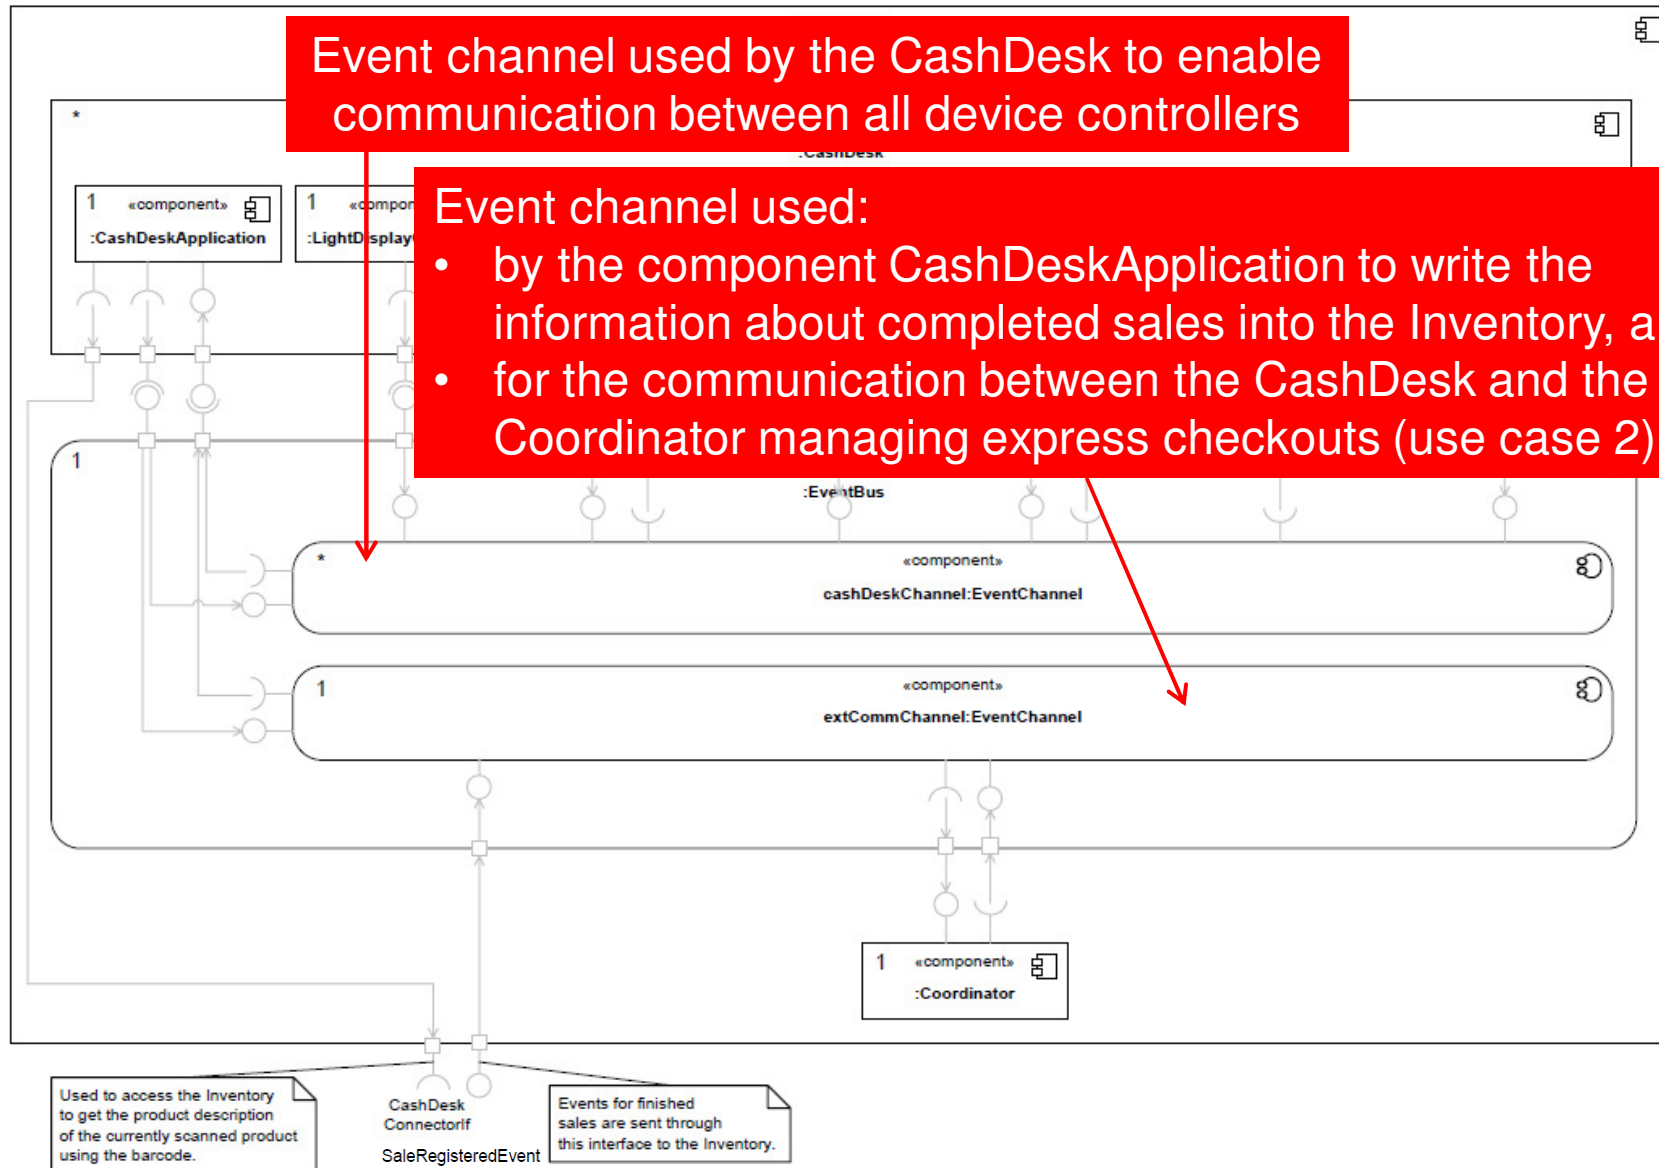 Event channel used by the CashDesk to enable
communication between all device controllers
*
:CashDesk
1 «component»
:CashDeskApplication
1
Event channel used:
• by the component CashDeskApplication to write the
information about completed sales into the Inventory, a
• for the communication between the CashDesk and the
Coordinator managing express checkouts (use case 2)
1
:EventBus
*
«component»
cashDeskChannel:EventChannel
1
«component»
extCommChannel:EventChannel
1 «component»
:Coordinator
Used to access the Inventory
to get the product description
of the currently scanned product
using the barcode.
CashDesk
ConnectorIf
SaleRegisteredEvent
Events for finished
sales are sent through
this interface to the Inventory.